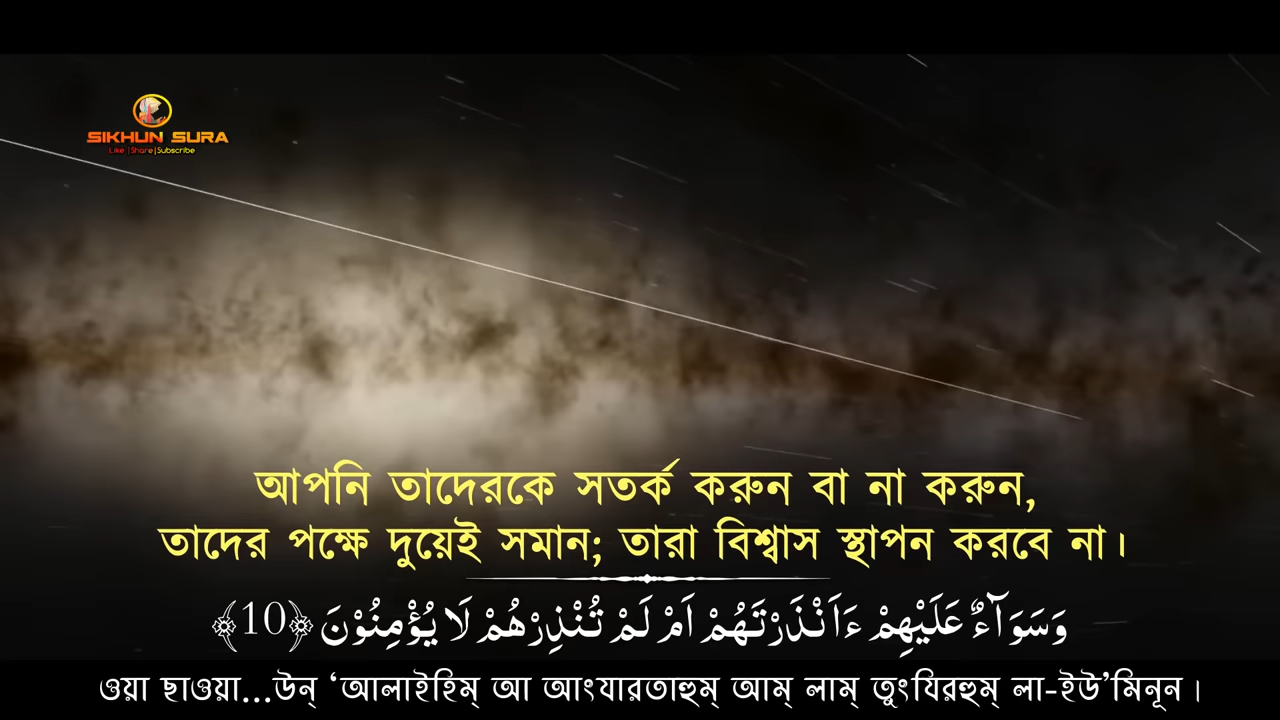 SIKHUN SURA
Like |Share|Subscribe
আপনি তাদেরকে সতর্ক করুন বা না করুন,
তাদের পক্ষে দুয়েই সমান; তারা বিশ্বাস স্থাপন করবে না।
وَسَوَآءٌ عَلَيْهِمْ ءَاَنْذَرْتَهُمْ اَمْ لَمْ تُنْذِرْهُمْ لَا يُؤْمِنُوْنَ ﴿10﴾
ওয়া ছাওয়া...উন্ ‘আলাইহিম্ আ আংযারতাহুম্ আম্ লাম্ তুংযিরহুম্ লা-ইউ’মিনূন।